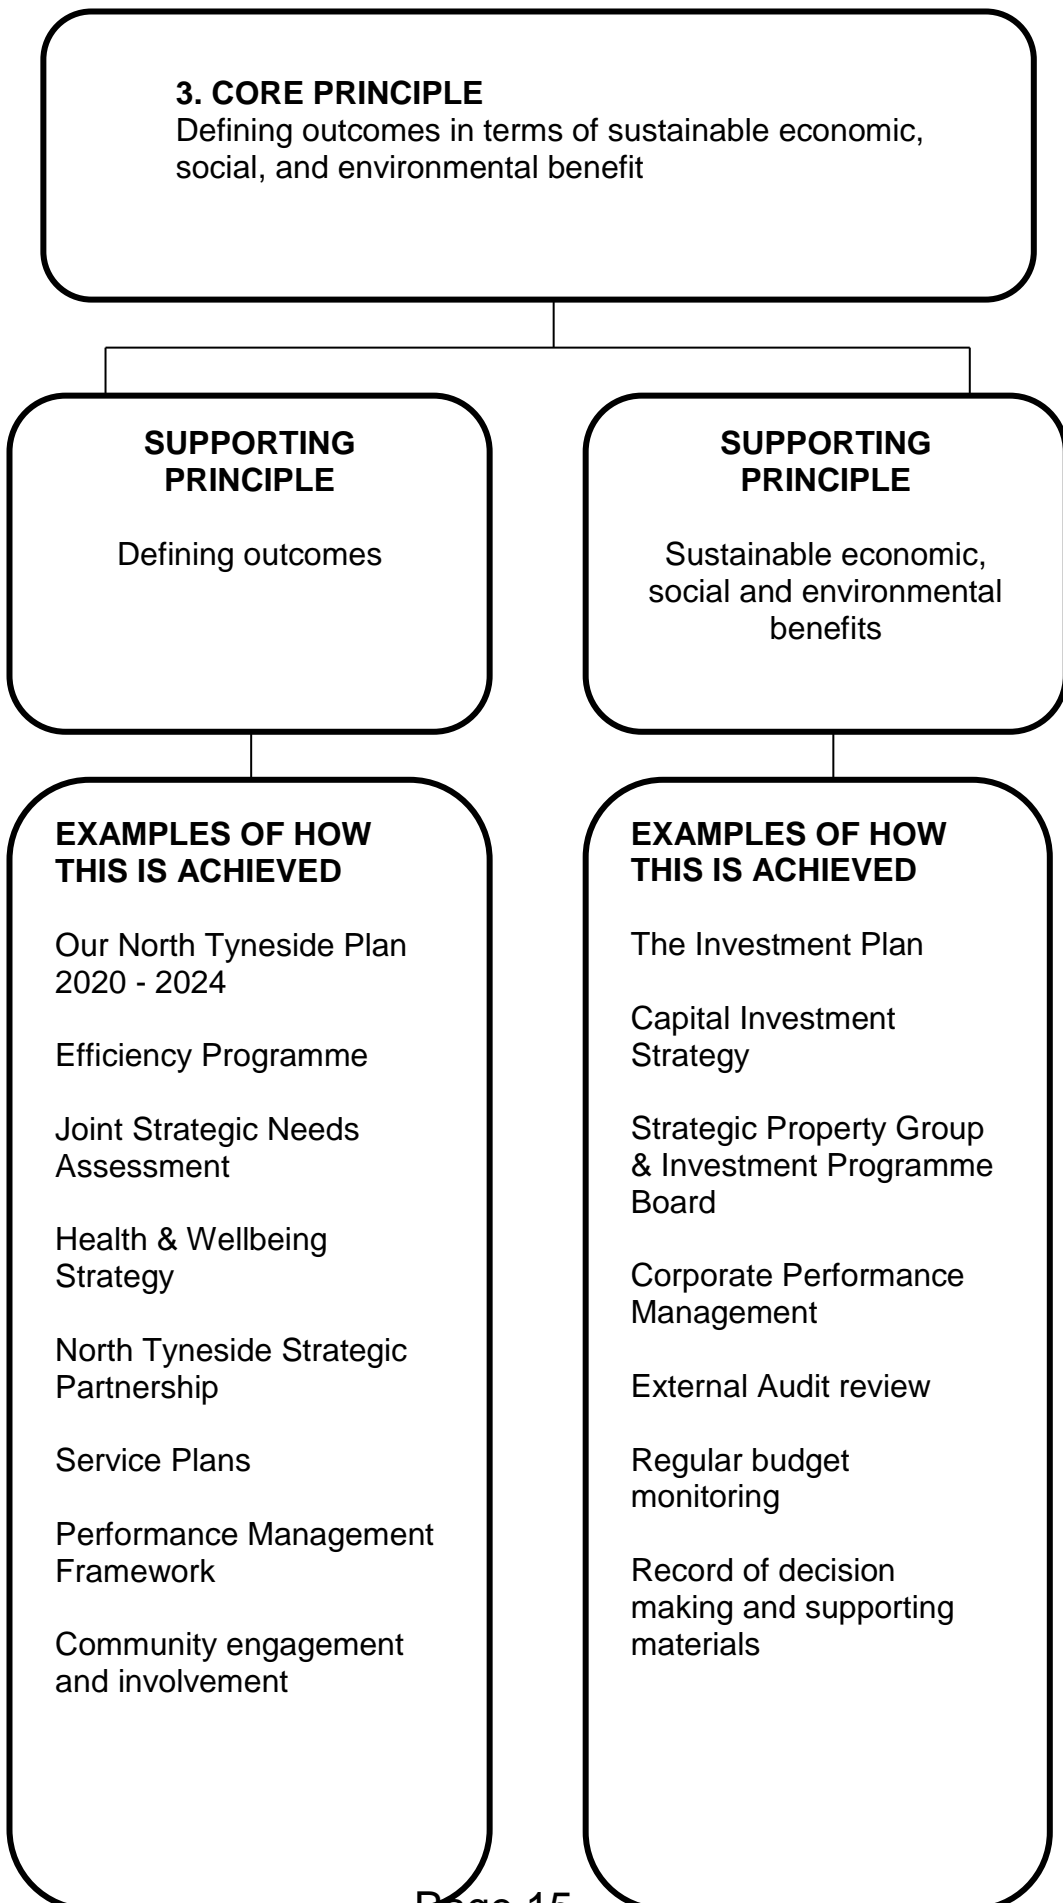 3. CORE PRINCIPLE
Defining outcomes in terms of sustainable economic,
social, and environmental benefit
SUPPORTING
PRINCIPLE
Defining outcomes
SUPPORTING
PRINCIPLE
Sustainable economic,
social and environmental
benefits
EXAMPLES OF HOW
THIS IS ACHIEVED
Our North Tyneside Plan
2020 - 2024
Efficiency Programme
Joint Strategic Needs
Assessment
Health & Wellbeing
Strategy
North Tyneside Strategic
Partnership
Service Plans
Performance Management
Framework
Community engagement
and involvement
EXAMPLES OF HOW
THIS IS ACHIEVED
The Investment Plan
Capital Investment
Strategy
Strategic Property Group
& Investment Programme
Board
Corporate Performance
Management
External Audit review
Regular budget
monitoring
Record of decision
making and supporting
materials
Page 15